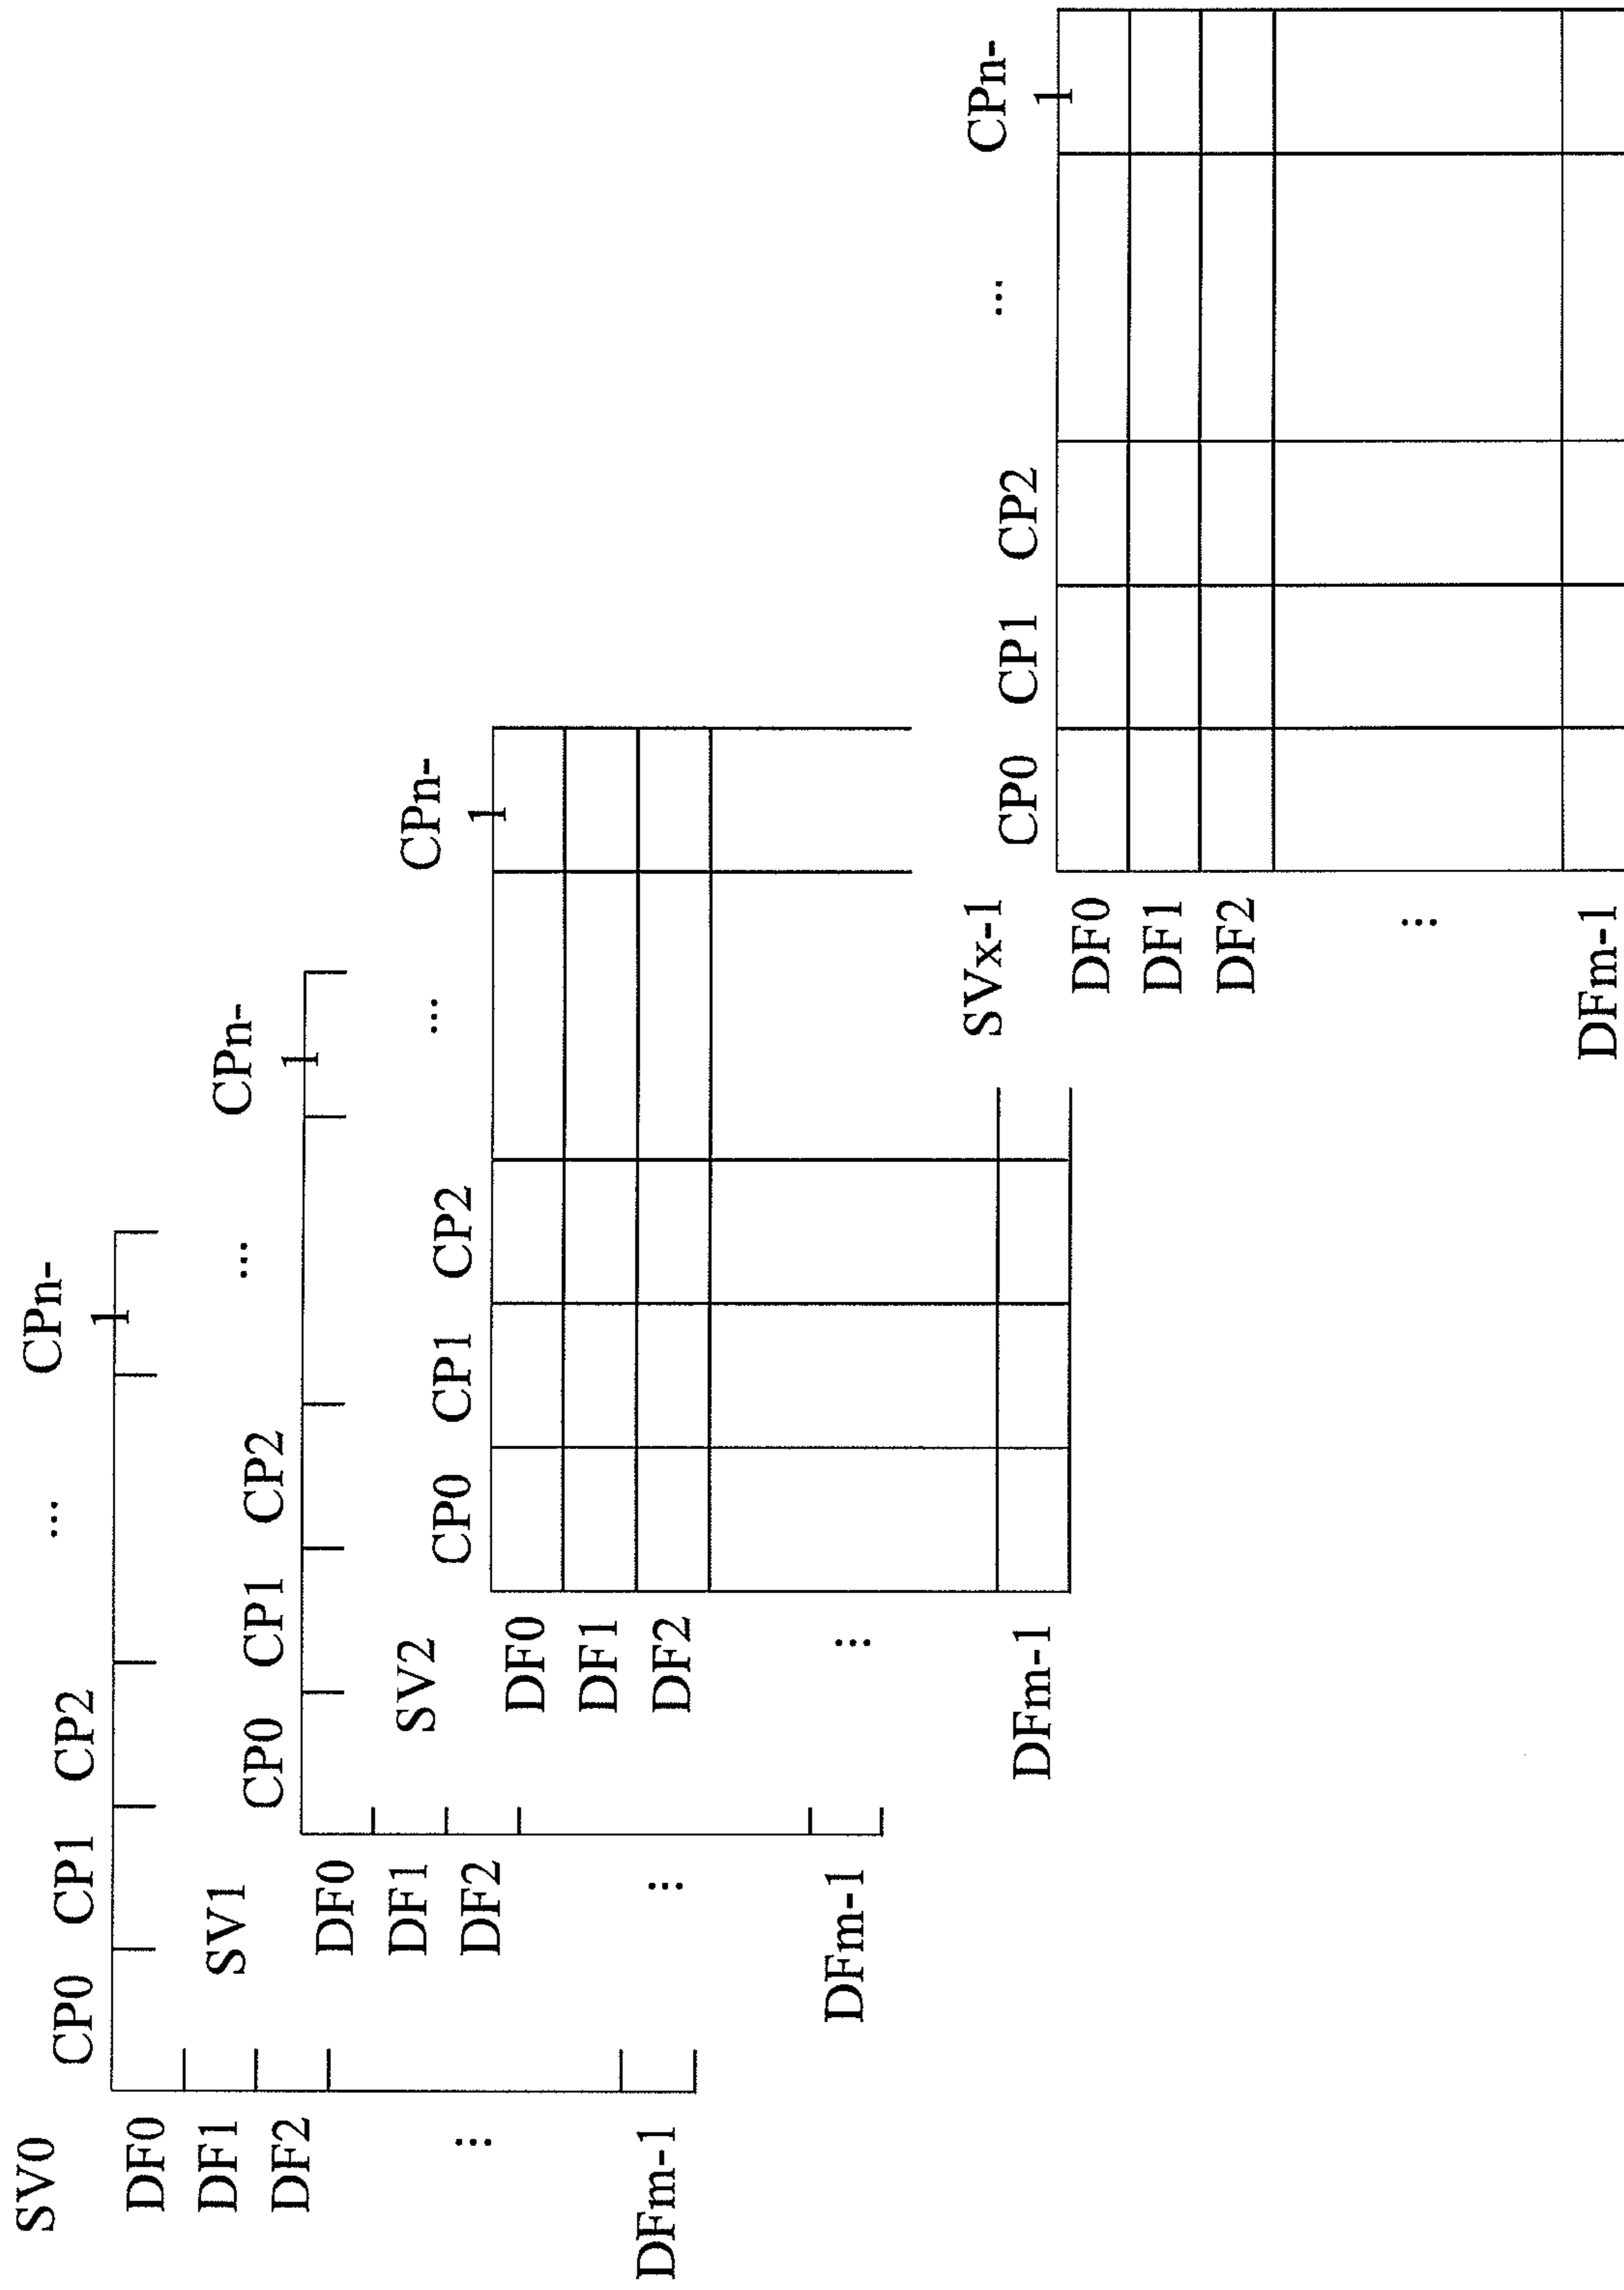 SV0
CP0 CP1 CP2 ... CPn-
1
DF0
DF1
DF2
...
DFm-1
SV1
CP0 CP1 CP2 ... CPn-
1
DF0
DF1
DF2
...
DFm-1
SV2
CP0 CP1 CP2 ... CPn-
1
DF0
DF1
DF2
...
DFm-1
SVx-1
CP0 CP1 CP2 ... CPn-
1
DF0
DF1
DF2
...
DFm-1